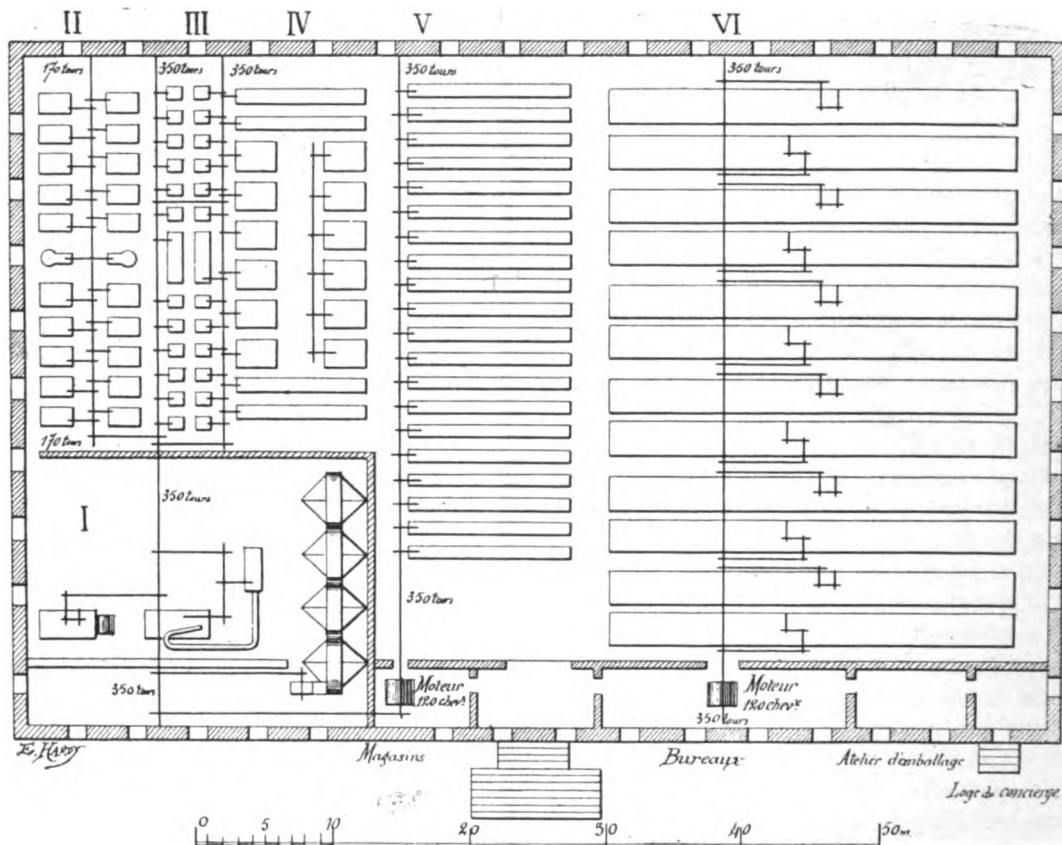 II III IV V VI
170 tours 350 tours 350 tours 350 tours 360 tours
170 tours
I
350 tours
350 tours
350 tours
Moteur
120 chev^x
Moteur
120 chev^x
350 tours
E. HARDY
Magasins
Bureaux
Atelier d'emballage
Loge du concierge
0 5 10 20 30 40 50 m.